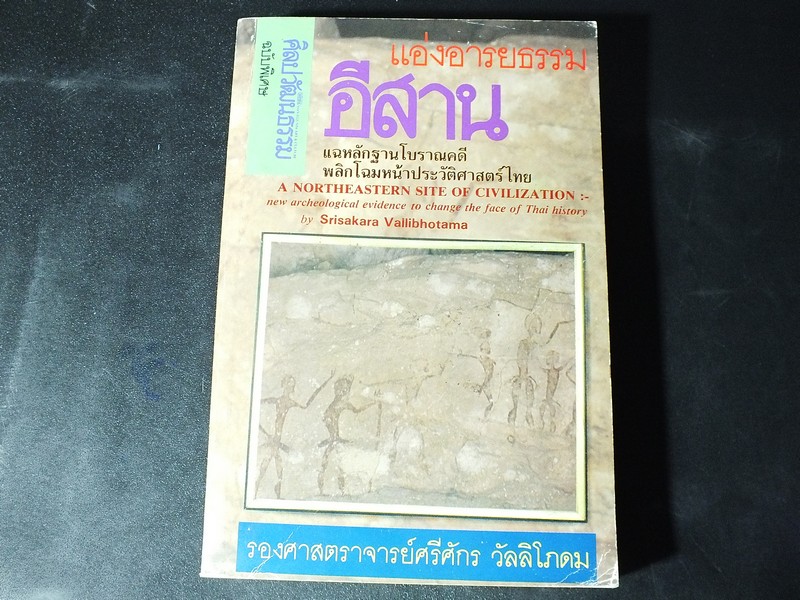 แอ่งอารยธรรม
อีสาน
ศิลปวัฒนธรรม
ฉบับพิเศษ
แฉหลักฐานโบราณคดี
พลิกโฉมหน้าประวัติศาสตร์ไทย
A NORTHEASTERN SITE OF CIVILIZATION :-
new archeological evidence to change the face of Thai history
by Srisakara Vallibhotama
รองศาสตราจารย์ศรีศักร วัลลิโภดม